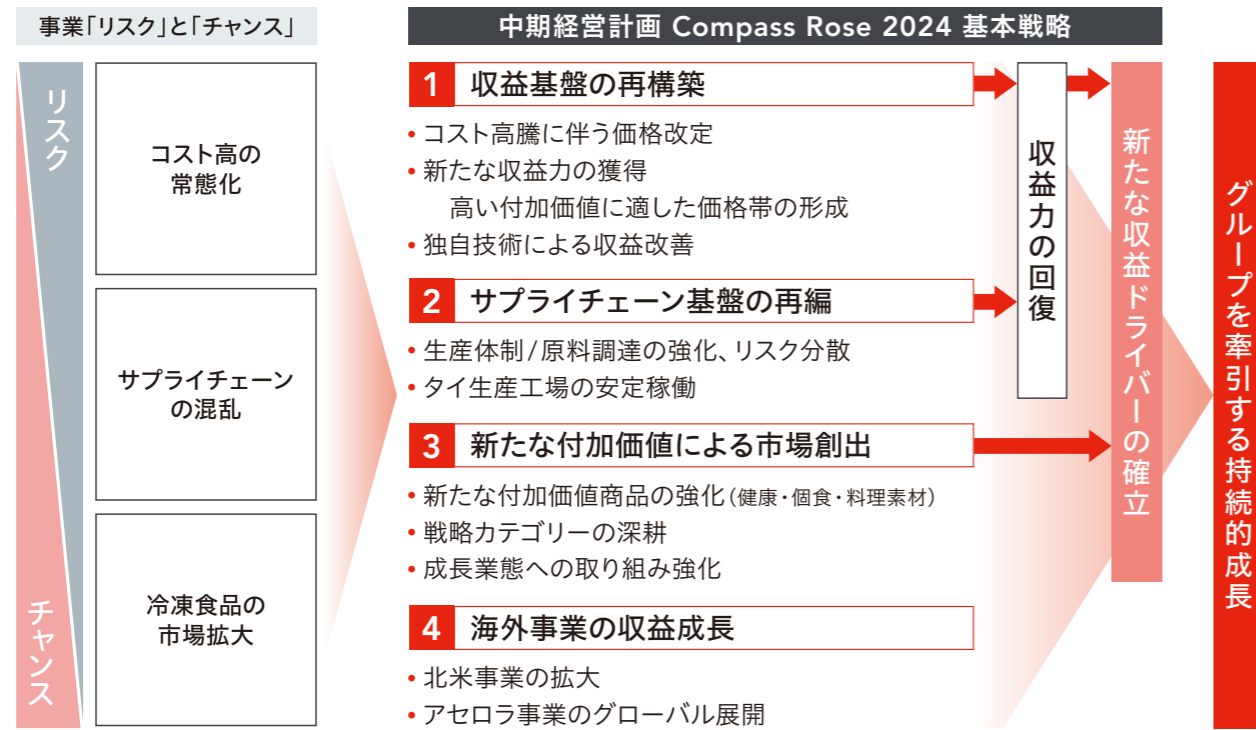 事業「リスク」と「チャンス」
リスク
チャンス
コスト高の
常態化
サプライチェーン
の混乱
冷凍食品の
市場拡大
中期経営計画 Compass Rose 2024 基本戦略
1 収益基盤の再構築
• コスト高騰に伴う価格改定
• 新たな収益力の獲得
高い付加価値に適した価格帯の形成
• 独自技術による収益改善
2 サプライチェーン基盤の再編
• 生産体制/原料調達の強化、リスク分散
• タイ生産工場の安定稼働
3 新たな付加価値による市場創出
• 新たな付加価値商品の強化(健康・個食・料理素材)
• 戦略カテゴリーの深耕
• 成長業態への取り組み強化
4 海外事業の収益成長
• 北米事業の拡大
• アセロラ事業のグローバル展開
収益力の回復
新たな収益ドライバーの確立
グループを牽引する持続的成長